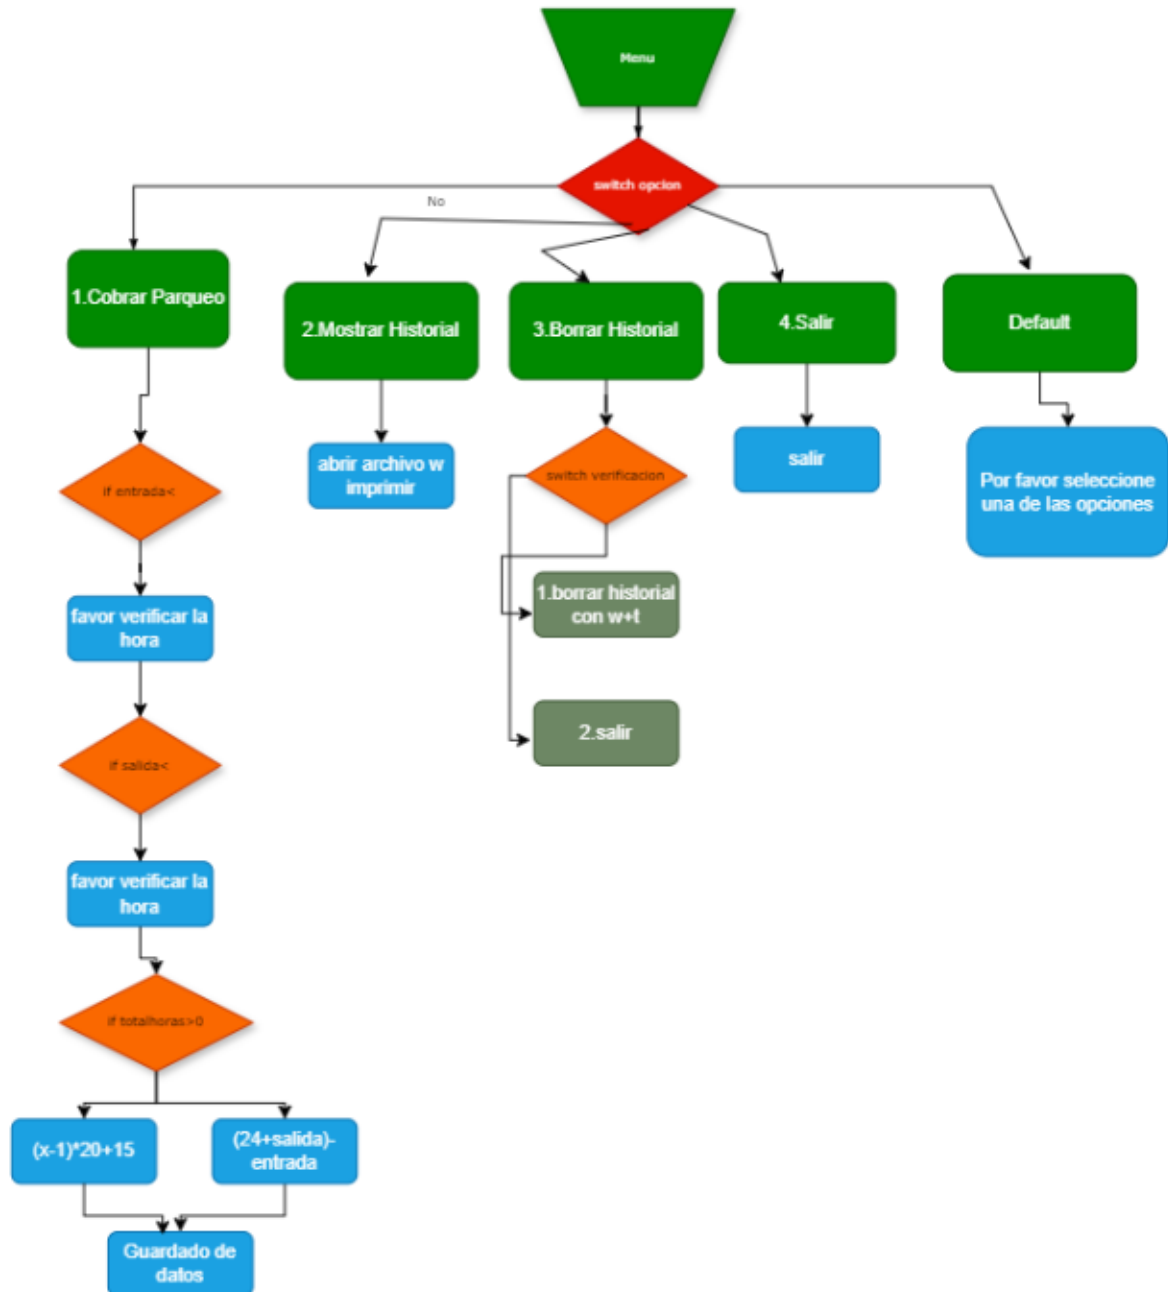 Menu
switch opcion
No
1.Cobrar Parqueo
2.Mostrar Historial
3.Borrar Historial
4.Salir
Default
if entrada<
abrir archivo w
imprimir
switch verificacion
salir
Por favor seleccione
una de las opciones
favor verificar la
hora
1.borrar historial
con w+t
2.salir
if salida<
favor verificar la
hora
if totalhoras>0
(x-1)*20+15
(24+salida)-
entrada
Guardado de
datos